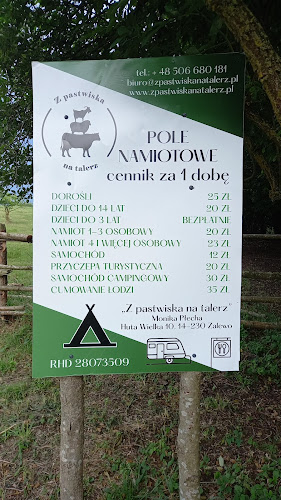 tel.: + 48 506 680 181
biuro@zpastwiskanatalerz.pl
www.zpastwiskanatalerz.pl
Z pastwiska
na talerz
POLE
NAMIOTOWE
cennik za 1 dobę
DOROŚLI 25 ZŁ
DZIECI DO 14 LAT 20 ZŁ
DZIECI DO 3 LAT BEZPŁATNIE
NAMIOT 1-3 OSOBOWY 20 ZŁ
NAMIOT 4 I WIĘCEJ OSOBOWY 23 ZŁ
SAMOCHÓD 12 ZŁ
PRZYCZEPA TURYSTYCZNA 20 ZŁ
SAMOCHÓD CAMPINGOWY 30 ZŁ
CUMOWANIE ŁODZI 35 ZŁ
„Z pastwiska na talerz"
Monika Plecha
Huta Wielka 10, 14-230 Zalewo
RHD 28073509